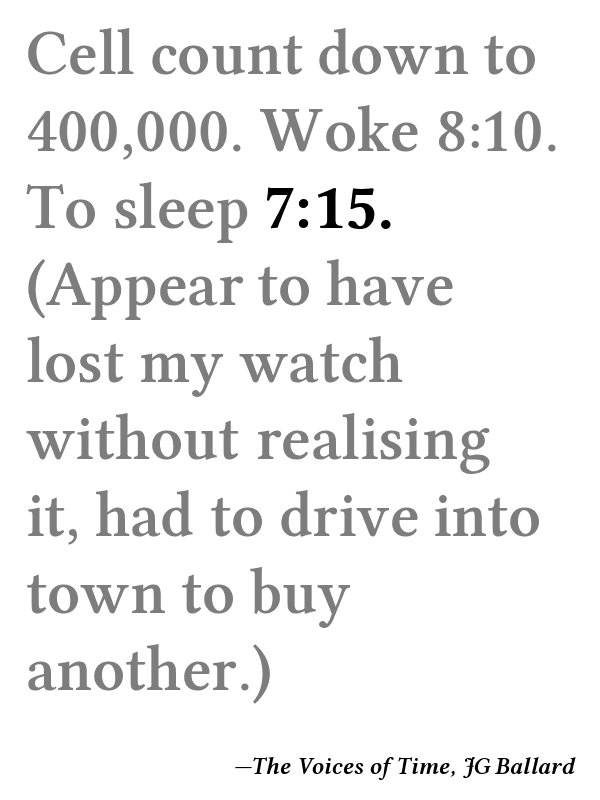 Cell count down to
400,000. Woke 8:10.
To sleep 7:15.
(Appear to have
lost my watch
without realising
it, had to drive into
town to buy
another.)
—The Voices of Time, JG Ballard